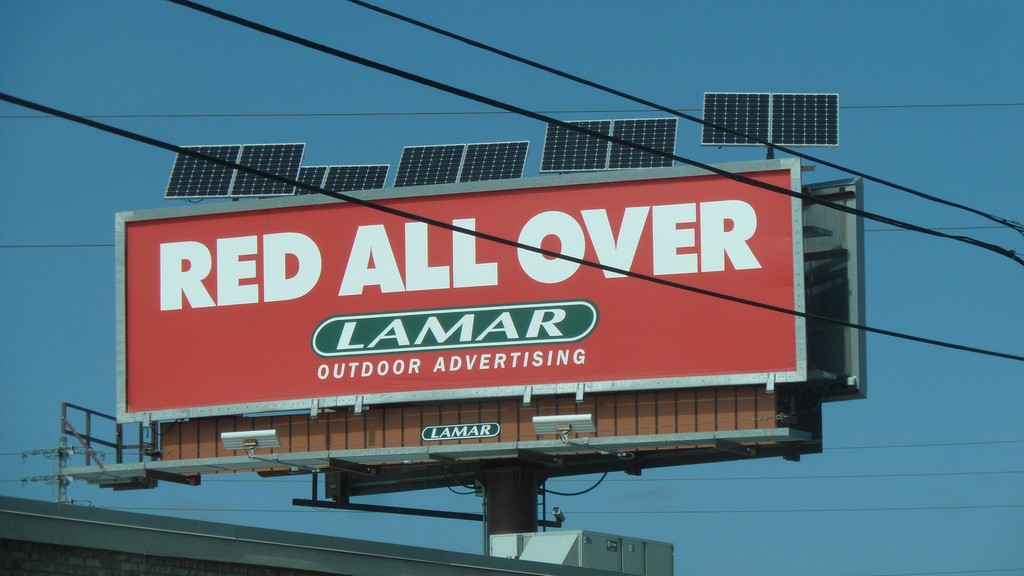 RED ALL OVER
LAMAR
OUTDOOR ADVERTISING
LAMAR